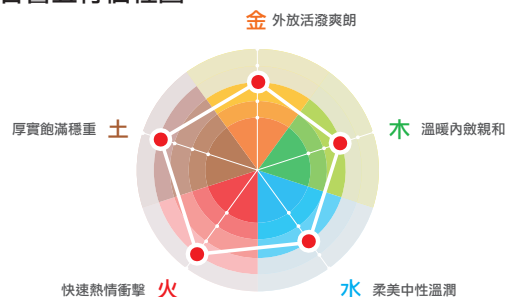 金 外放活潑爽朗
厚實飽滿穩重 土
木 溫暖內斂親和
快速熱情衝擊 火
水 柔美中性溫潤